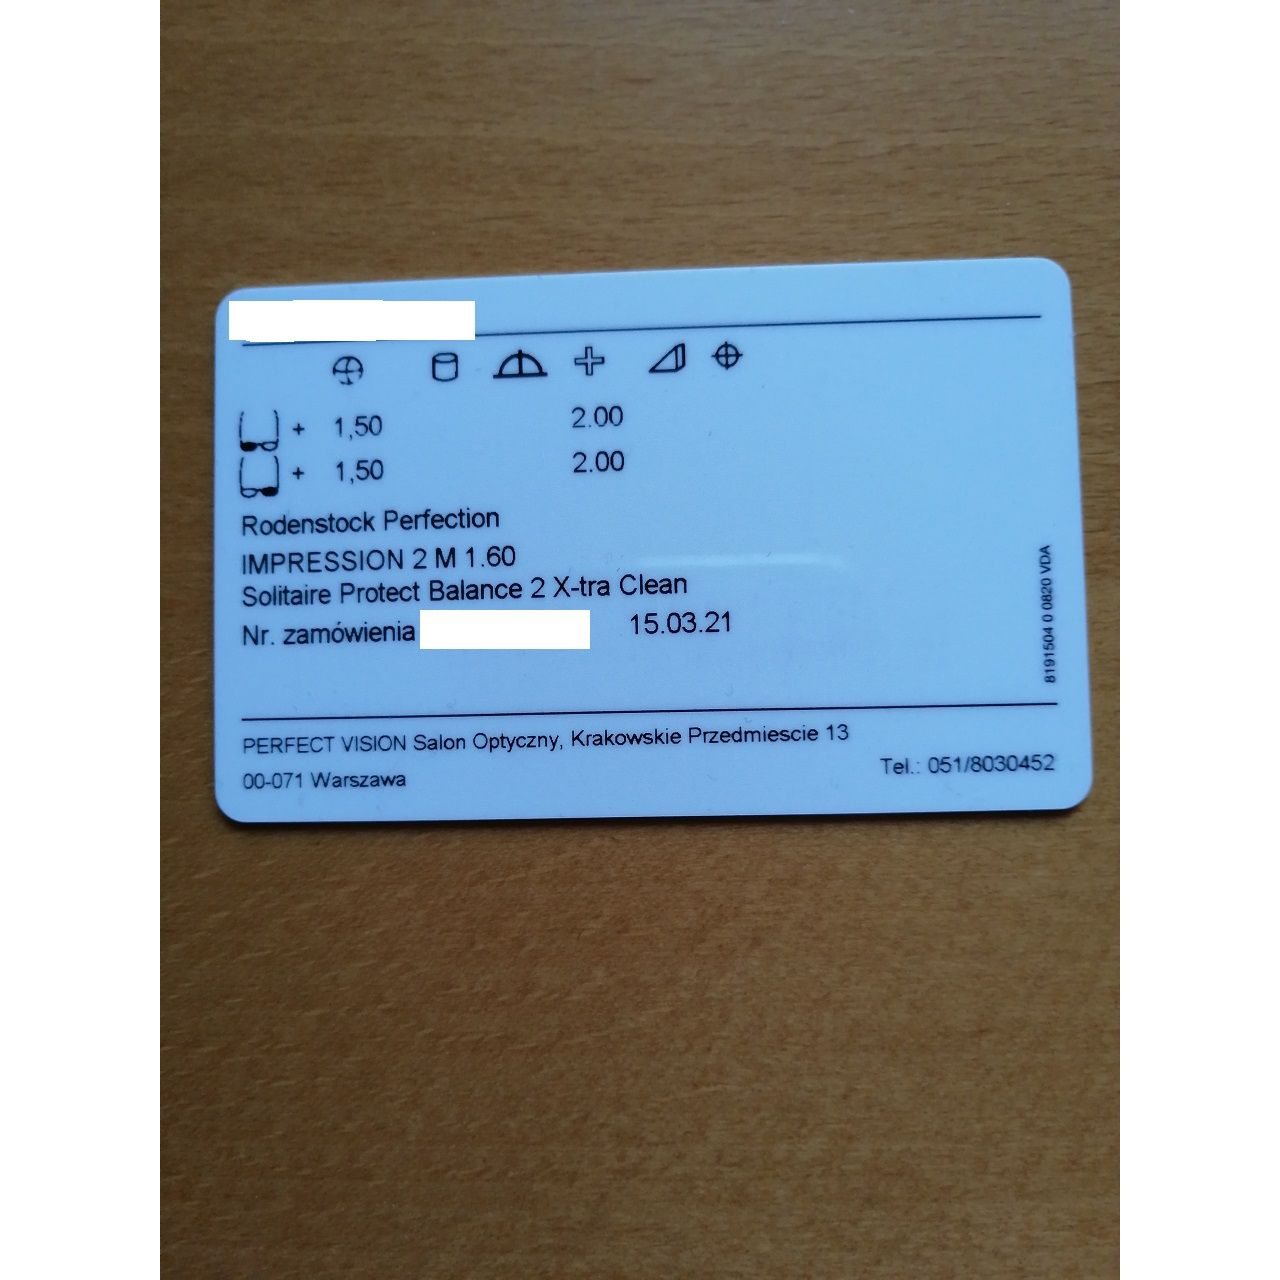 + 1,50 2.00
+ 1,50 2.00
Rodenstock Perfection
IMPRESSION 2 M 1.60
Solitaire Protect Balance 2 X-tra Clean
Nr. zamówienia 15.03.21
8191504 0 0820 VDA
PERFECT VISION Salon Optyczny, Krakowskie Przedmiescie 13
00-071 Warszawa Tel.: 051/8030452